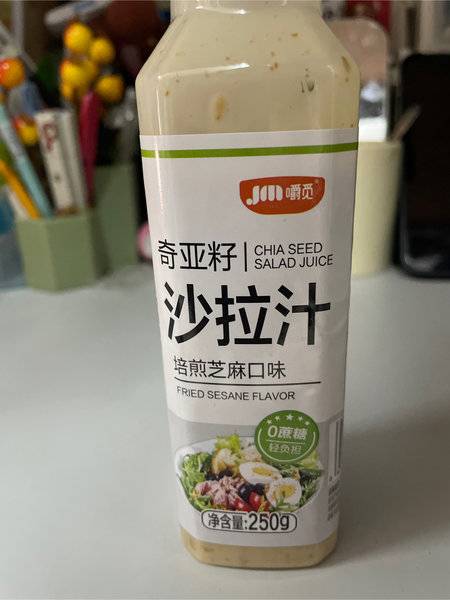 JM 嚼觅®
奇亚籽 CHIA SEED
SALAD JUICE
沙拉汁
培煎芝麻口味
FRIED SESANE FLAVOR
0蔗糖
轻负担
净含量:250g